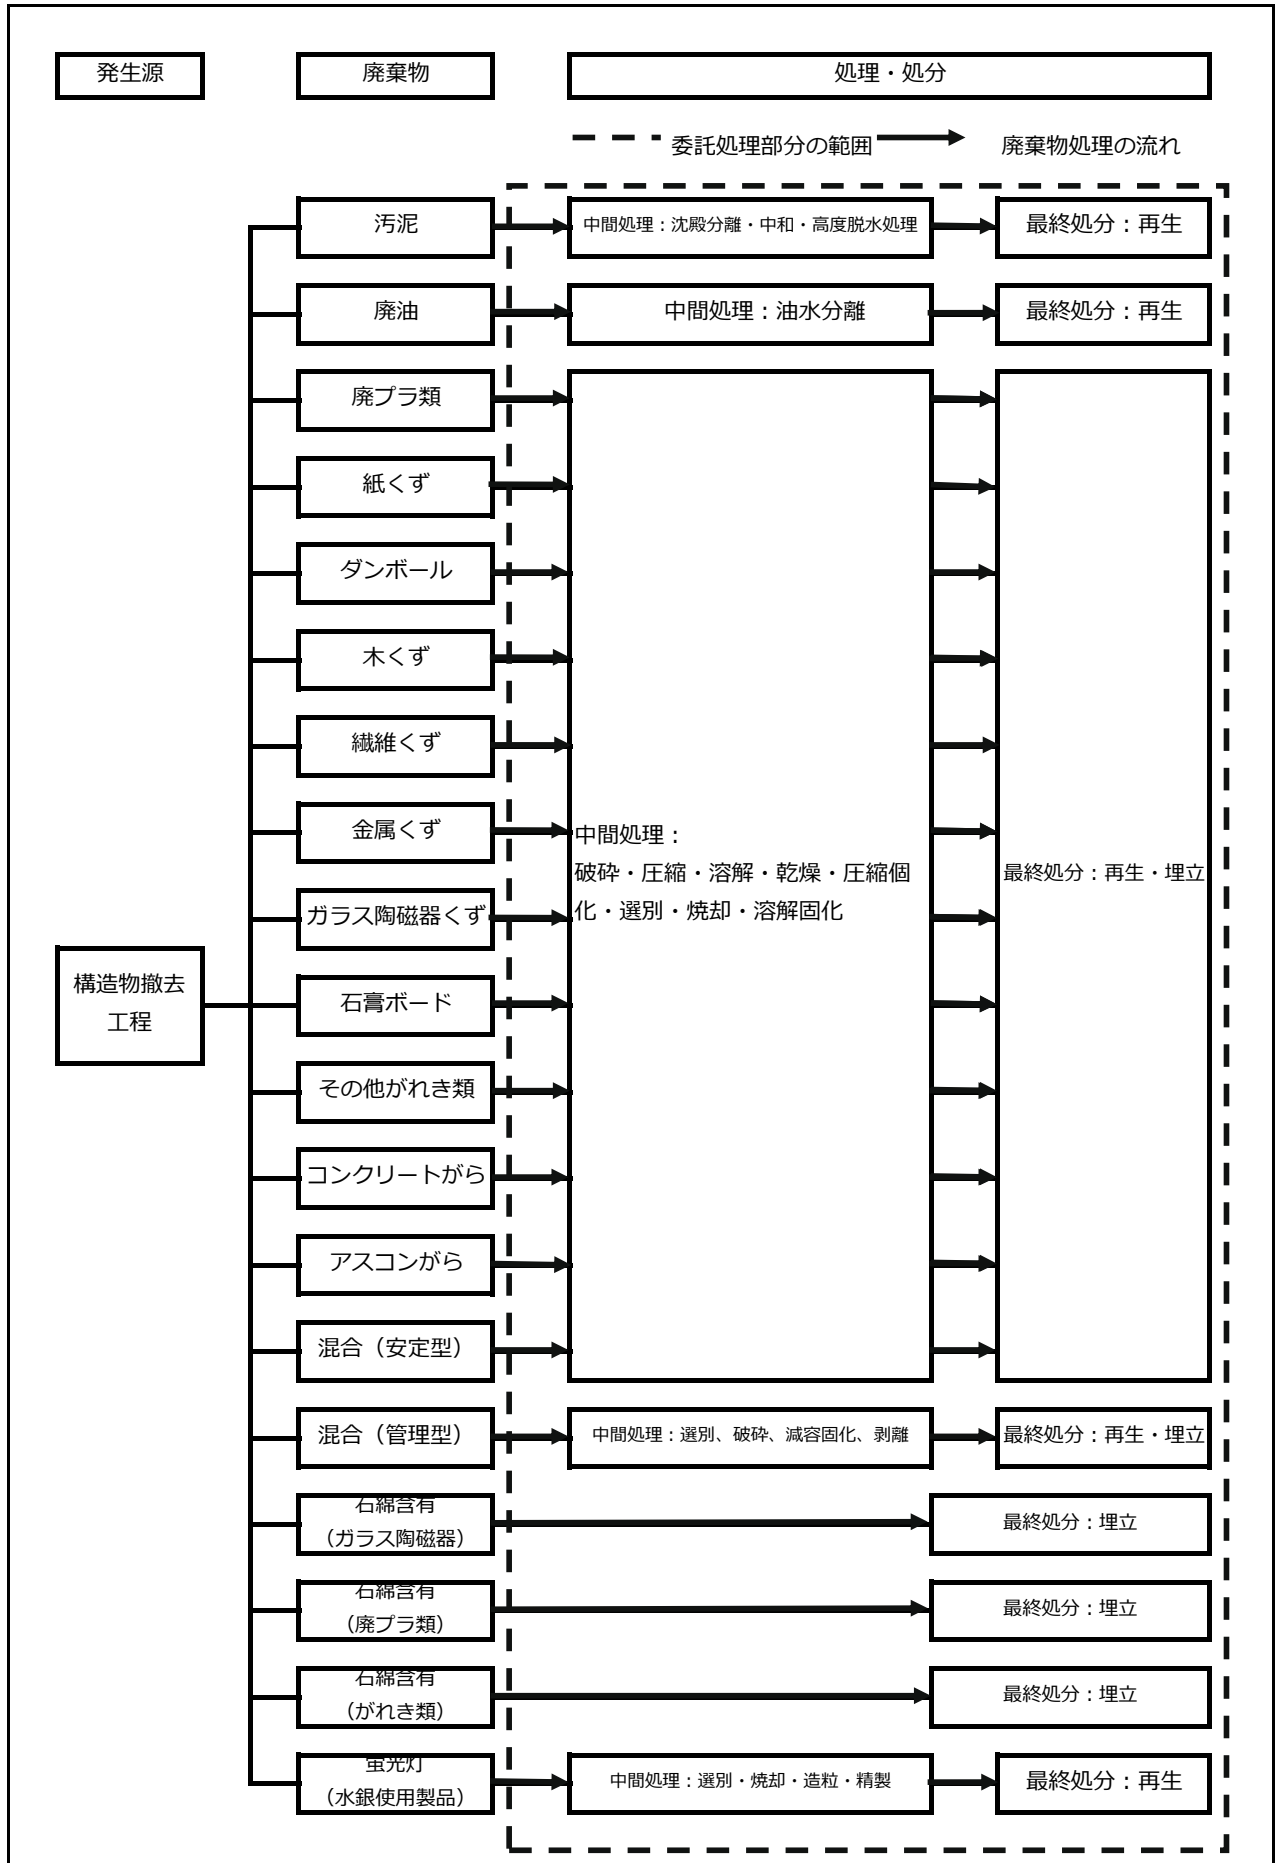 発生源
廃棄物
処理・処分
委託処理部分の範囲
廃棄物処理の流れ
構造物撤去
工程
汚泥
中間処理:沈殿分離・中和・高度脱水処理
最終処分:再生
廃油
中間処理:油水分離
最終処分:再生
廃プラ類
紙くず
ダンボール
木くず
繊維くず
金属くず
ガラス陶磁器くず
石膏ボード
その他がれき類
コンクリートがら
アスコンがら
混合(安定型)
中間処理:
破砕・圧縮・溶解・乾燥・圧縮個
化・選別・焼却・溶解固化
最終処分:再生・埋立
混合(管理型)
中間処理:選別、破砕、減容固化、剥離
最終処分:再生・埋立
石綿含有
(ガラス陶磁器)
最終処分:埋立
石綿含有
(廃プラ類)
最終処分:埋立
石綿含有
(がれき類)
最終処分:埋立
蛍光灯
(水銀使用製品)
中間処理:選別・焼却・造粒・精製
最終処分:再生